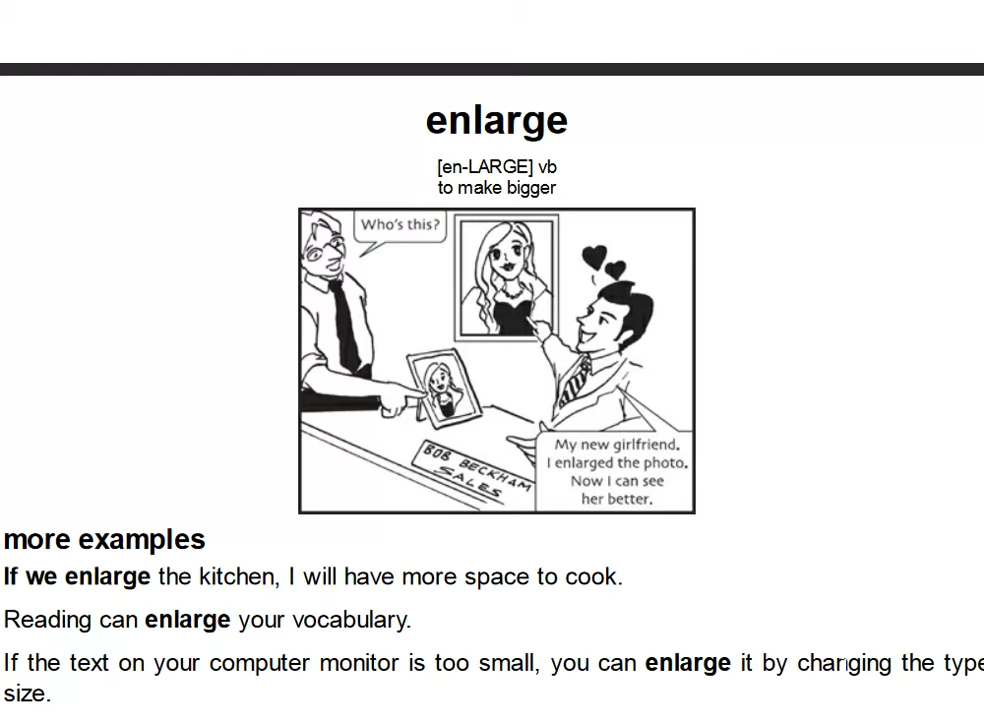 enlarge
[en-LARGE] vb
to make bigger
Who's this?
BOB BECKHAM
SALES
My new girlfriend.
I enlarged the photo.
Now I can see
her better.
more examples
If we enlarge the kitchen, I will have more space to cook.
Reading can enlarge your vocabulary.
If the text on your computer monitor is too small, you can enlarge it by changing the type
size.